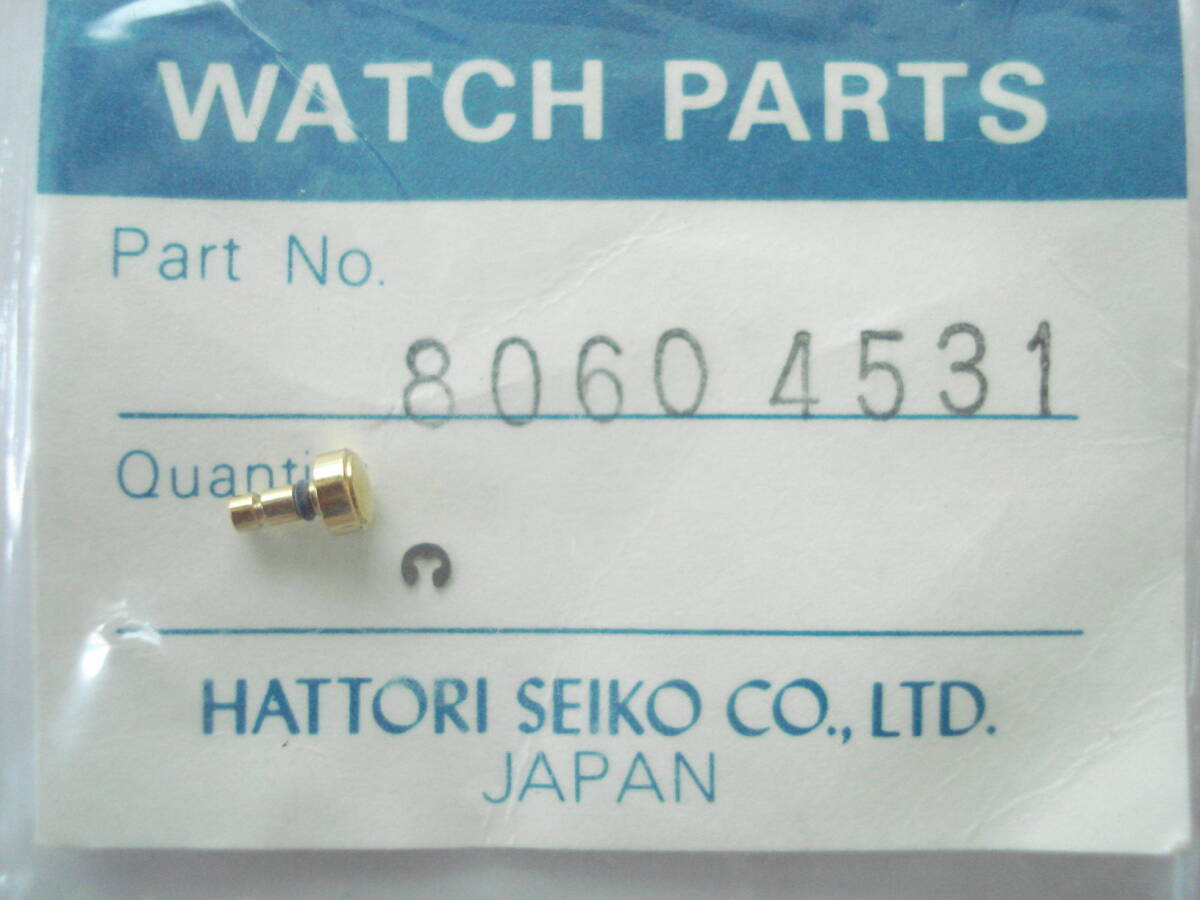 WATCH PARTS
Part No.
8060 4531
Quanti
HATTORI SEIKO CO., LTD.
JAPAN